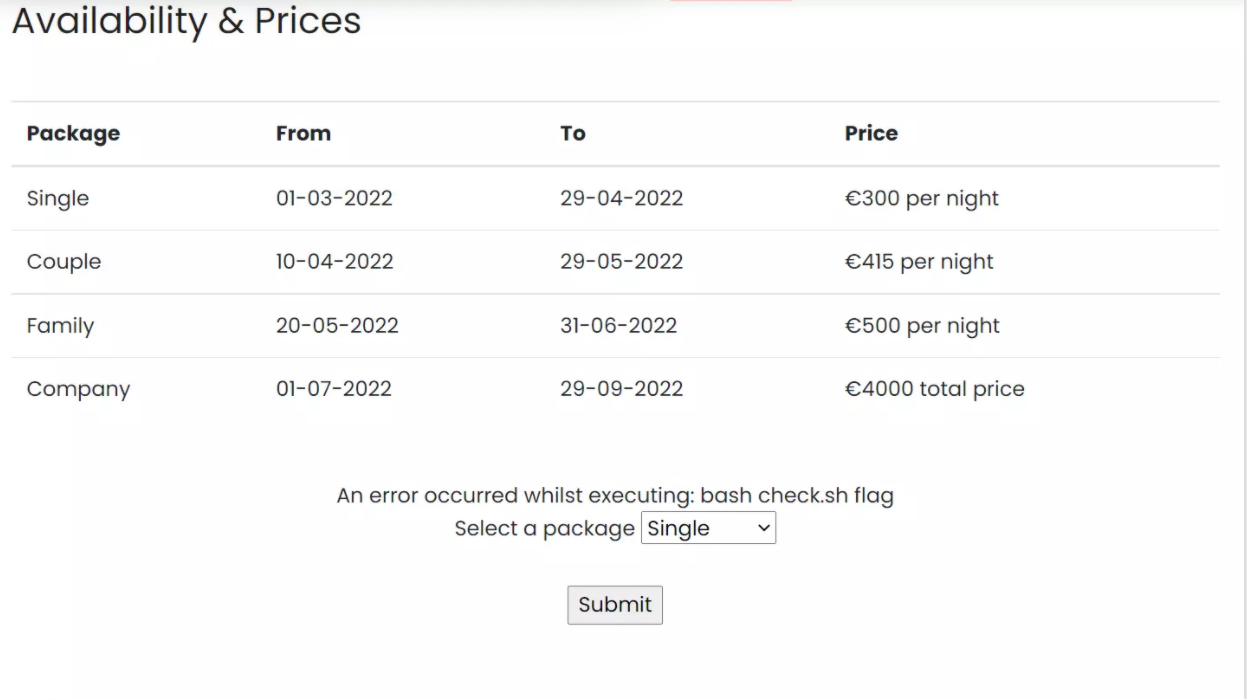 Availability & Prices
Package From To Price
Single 01-03-2022 29-04-2022 €300 per night
Couple 10-04-2022 29-05-2022 €415 per night
Family 20-05-2022 31-06-2022 €500 per night
Company 01-07-2022 29-09-2022 €4000 total price
An error occurred whilst executing: bash check.sh flag
Select a package Single
Submit